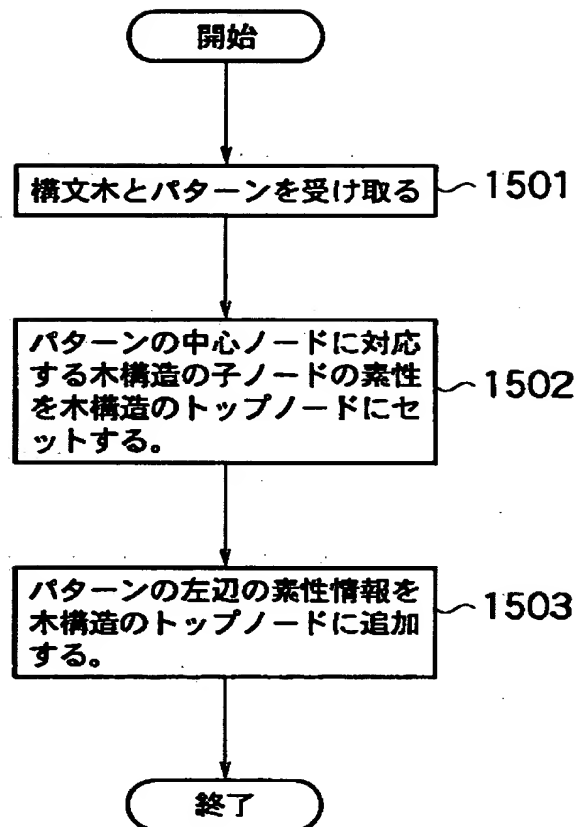 開始
構文木とパターンを受け取る
1501
パターンの中心ノードに対応
する木構造の子ノードの素性
を木構造のトップノードにセ
ットする。
1502
パターンの左辺の素性情報を
木構造のトップノードに追加
する。
1503
終了